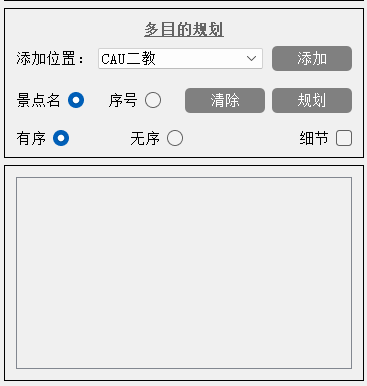 多目的规划
添加位置： CAU二教 添加
景点名 序号 清除 规划
有序 无序 细节